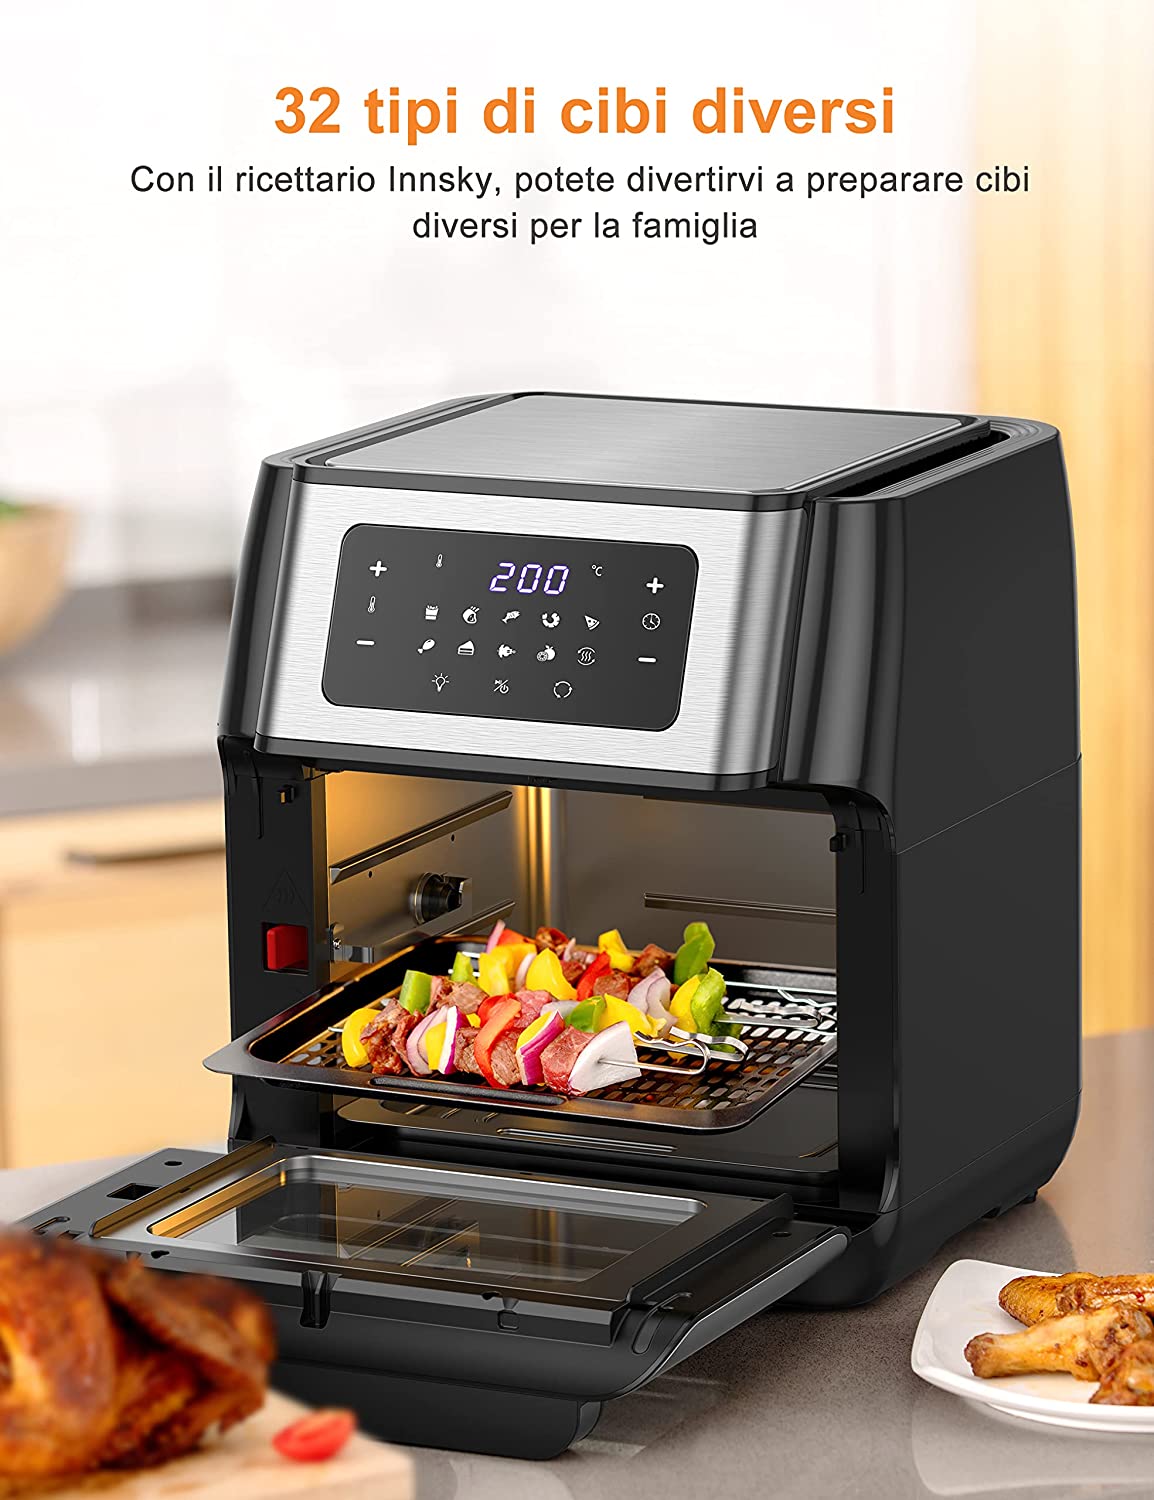 32 tipi di cibi diversi
Con il ricettario Innsky, potete divertirvi a preparare cibi
diversi per la famiglia
200 °C